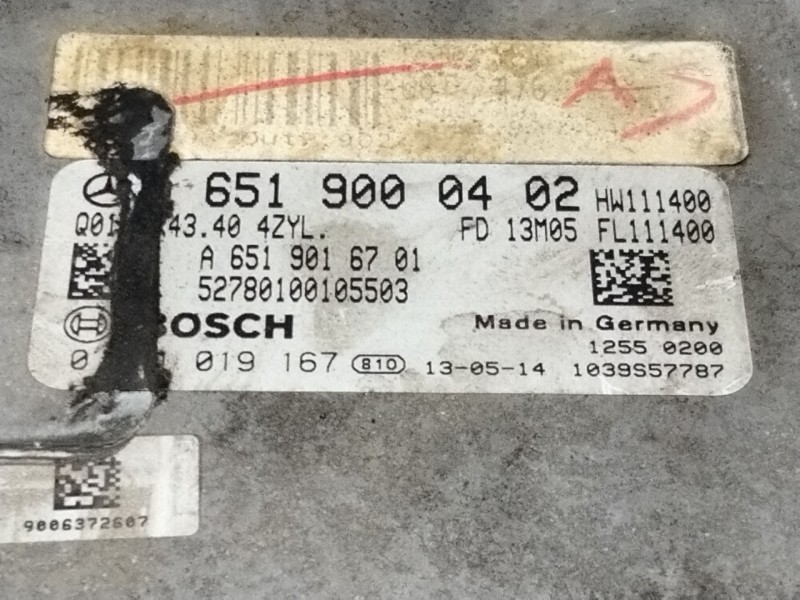 651 900 04 02 HW111400
43.40 4ZYL. FD 13M05 FL111400
A 651 901 67 01
52780100105503
BOSCH Made in Germany
019 167 810 13-05-14 1255 0200
1039S57787
9006372607
A